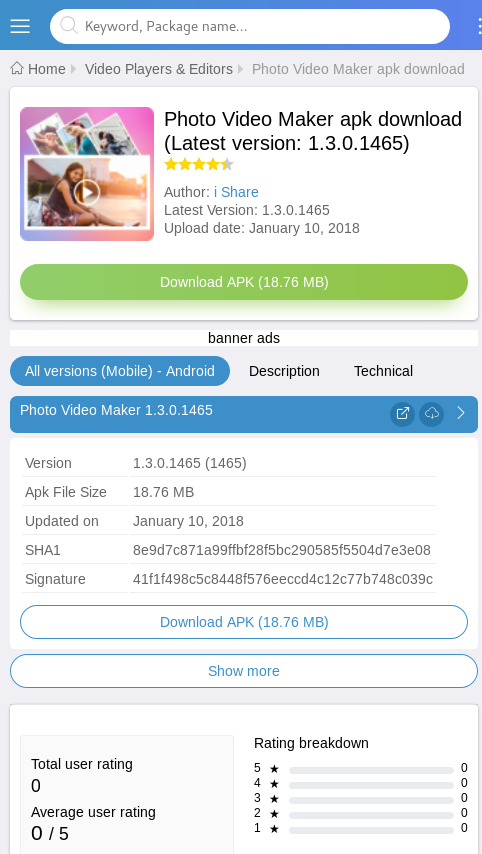 Keyword, Package name...
Home Video Players & Editors Photo Video Maker apk download
Photo Video Maker apk download
(Latest version: 1.3.0.1465)
Author: i Share
Latest Version: 1.3.0.1465
Upload date: January 10, 2018
Download APK (18.76 MB)
banner ads
All versions (Mobile) - Android Description Technical
Photo Video Maker 1.3.0.1465
Version 1.3.0.1465 (1465)
Apk File Size 18.76 MB
Updated on January 10, 2018
SHA1 8e9d7c871a99ffbf28f5bc290585f5504d7e3e08
Signature 41f1f498c5c8448f576eeccd4c12c77b748c039c
Download APK (18.76 MB)
Show more
Total user rating
0
Average user rating
0 / 5
Rating breakdown
5 ★ 0
4 ★ 0
3 ★ 0
2 ★ 0
1 ★ 0